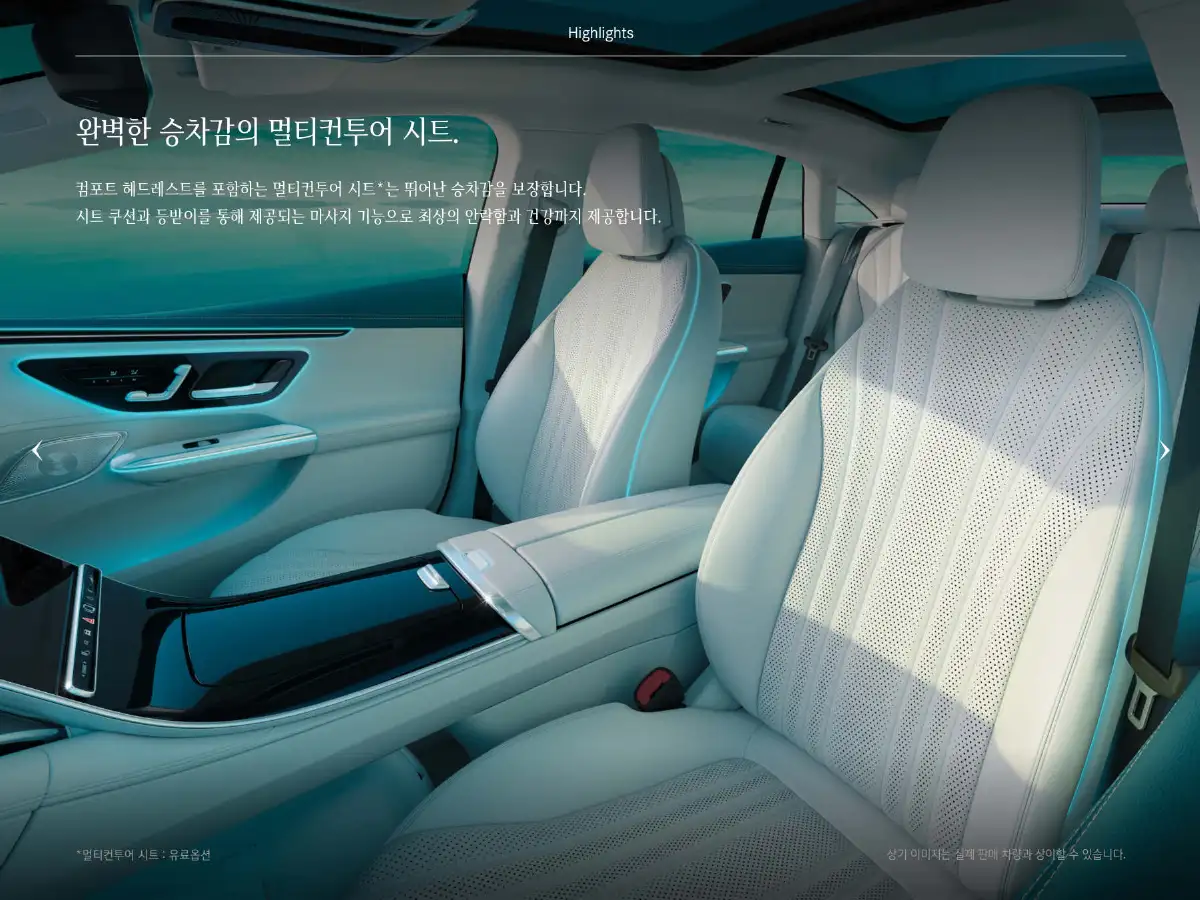 Highlights
완벽한 승차감의 멀티컨투어 시트.
컴포트 헤드레스트를 포함하는 멀티컨투어 시트*는 뛰어난 승차감을 보장합니다.
시트 쿠션과 등받이를 통해 제공되는 마사지 기능으로 최상의 안락함과 건강까지 제공합니다.
*멀티컨투어 시트 : 유료옵션
상기 이미지는 실제 판매 차량과 상이할 수 있습니다.